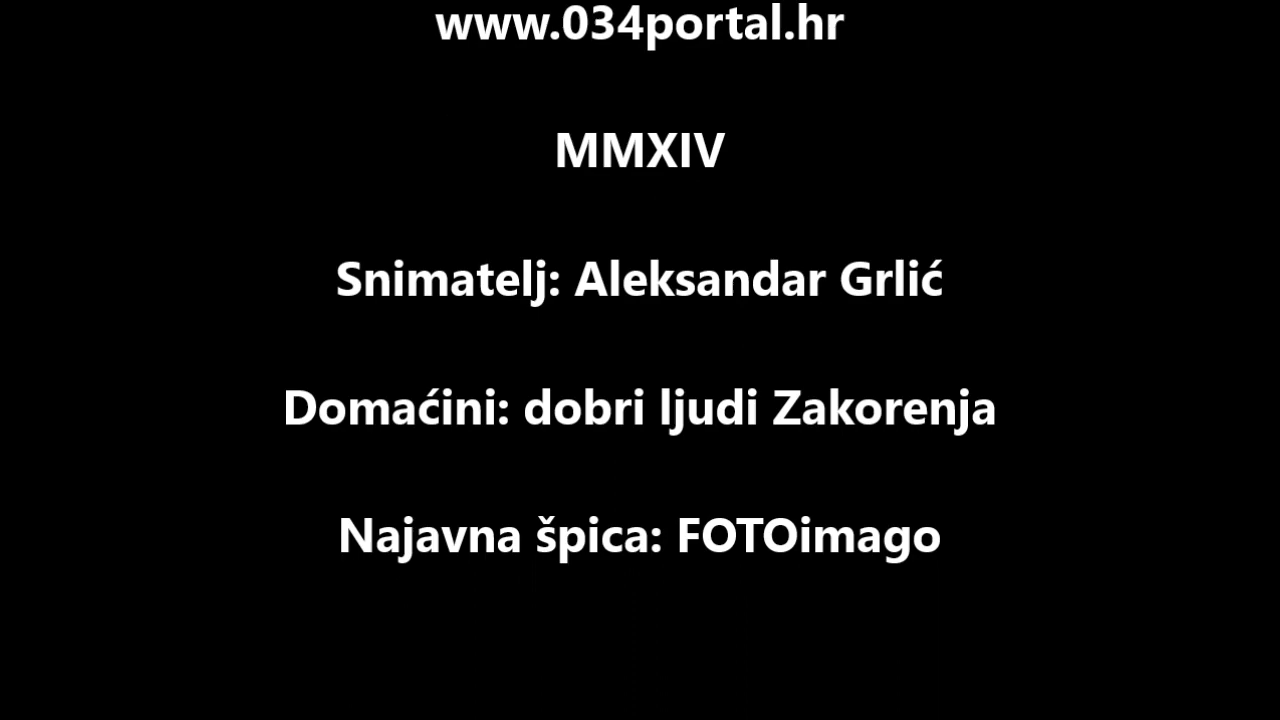 www.034portal.hr
MMXIV
Snimatelj: Aleksandar Grlić
Domaćini: dobri ljudi Zakorenja
Najavna špica: FOTOimago